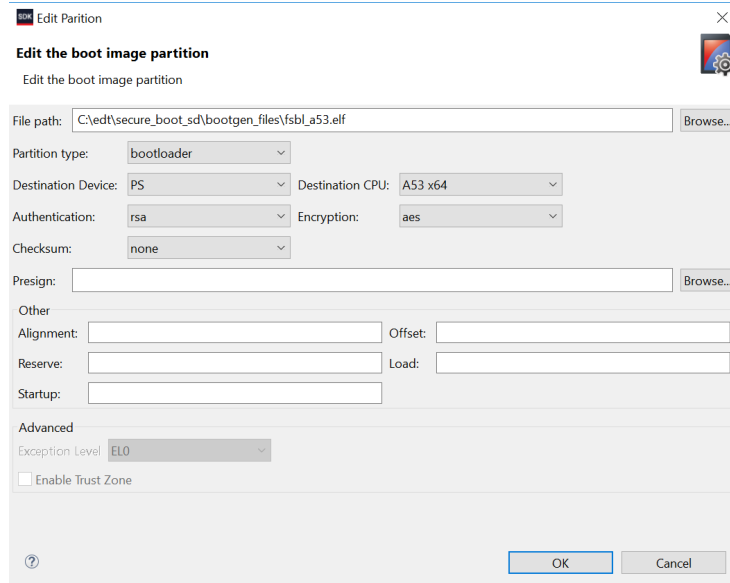 SDK Edit Parition
Edit the boot image partition
Edit the boot image partition
File path: C:\edt\secure_boot_sd\bootgen_files\fsbl_a53.elf Browse...
Partition type: bootloader
Destination Device: PS Destination CPU: A53 x64
Authentication: rsa Encryption: aes
Checksum: none
Presign: Browse...
Other
Alignment: Offset:
Reserve: Load:
Startup:
Advanced
Exception Level EL0
Enable Trust Zone
? OK Cancel